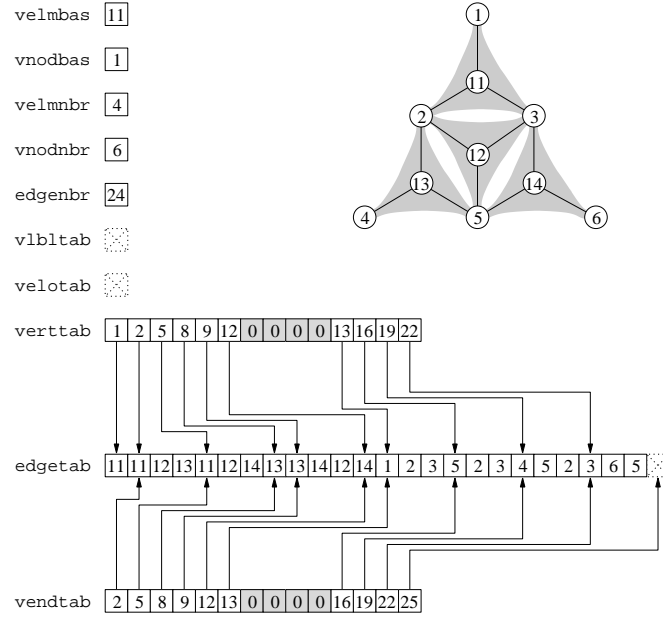 velmbas 11
vnodbas 1
velmnbr 4
vnodnbr 6
edgenbr 24
vlbltab
velotab
1
11
2 3
12
13 14
4 5 6
verttab 1 2 5 8 9 12 0 0 0 0 13 16 19 22
edgetab 11 11 12 13 11 12 14 13 13 14 12 14 1 2 3 5 2 3 4 5 2 3 6 5
vendtab 2 5 8 9 12 13 0 0 0 0 16 19 22 25